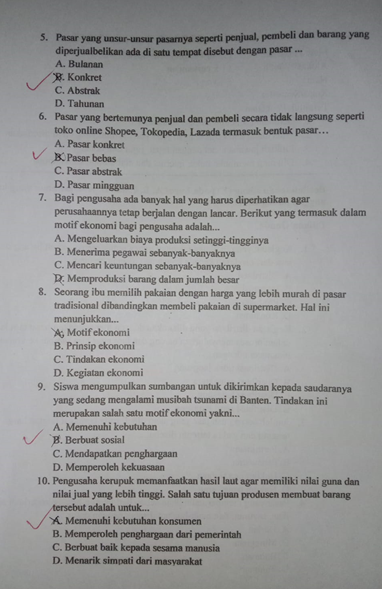 5. Pasar yang unsur-unsur pasarnya seperti penjual, pembeli dan barang yang
diperjualbelikan ada di satu tempat disebut dengan pasar ...
A. Bulanan
B. Konkret
C. Abstrak
D. Tahunan
6. Pasar yang bertemunya penjual dan pembeli secara tidak langsung seperti
toko online Shopee, Tokopedia, Lazada termasuk bentuk pasar...
A. Pasar konkret
B. Pasar bebas
C. Pasar abstrak
D. Pasar mingguan
7. Bagi pengusaha ada banyak hal yang harus diperhatikan agar
perusahaannya tetap berjalan dengan lancar. Berikut yang termasuk dalam
motif ekonomi bagi pengusaha adalah...
A. Mengeluarkan biaya produksi setinggi-tingginya
B. Menerima pegawai sebanyak-banyaknya
C. Mencari keuntungan sebanyak-banyaknya
D. Memproduksi barang dalam jumlah besar
8. Seorang ibu memilih pakaian dengan harga yang lebih murah di pasar
tradisional dibandingkan membeli pakaian di supermarket. Hal ini
menunjukkan...
A. Motif ekonomi
B. Prinsip ekonomi
C. Tindakan ekonomi
D. Kegiatan ekonomi
9. Siswa mengumpulkan sumbangan untuk dikirimkan kepada saudaranya
yang sedang mengalami musibah tsunami di Banten. Tindakan ini
merupakan salah satu motif ekonomi yakni...
A. Memenuhi kebutuhan
B. Berbuat sosial
C. Mendapatkan penghargaan
D. Memperoleh kekuasaan
10. Pengusaha kerupuk memanfaatkan hasil laut agar memiliki nilai guna dan
nilai jual yang lebih tinggi. Salah satu tujuan produsen membuat barang
tersebut adalah untuk...
A. Memenuhi kebutuhan konsumen
B. Memperoleh penghargaan dari pemerintah
C. Berbuat baik kepada sesama manusia
D. Menarik simpati dari masyarakat